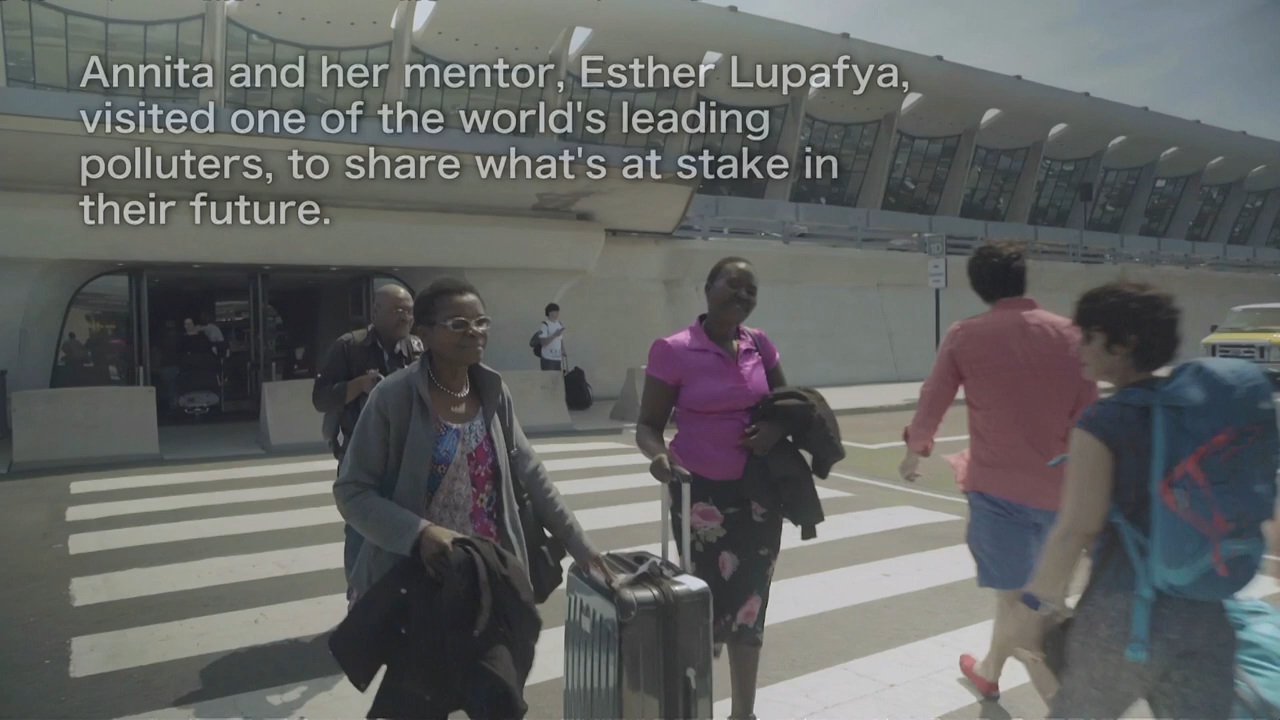 Annita and her mentor, Esther Lupafya,
visited one of the world's leading
polluters, to share what's at stake in
their future.